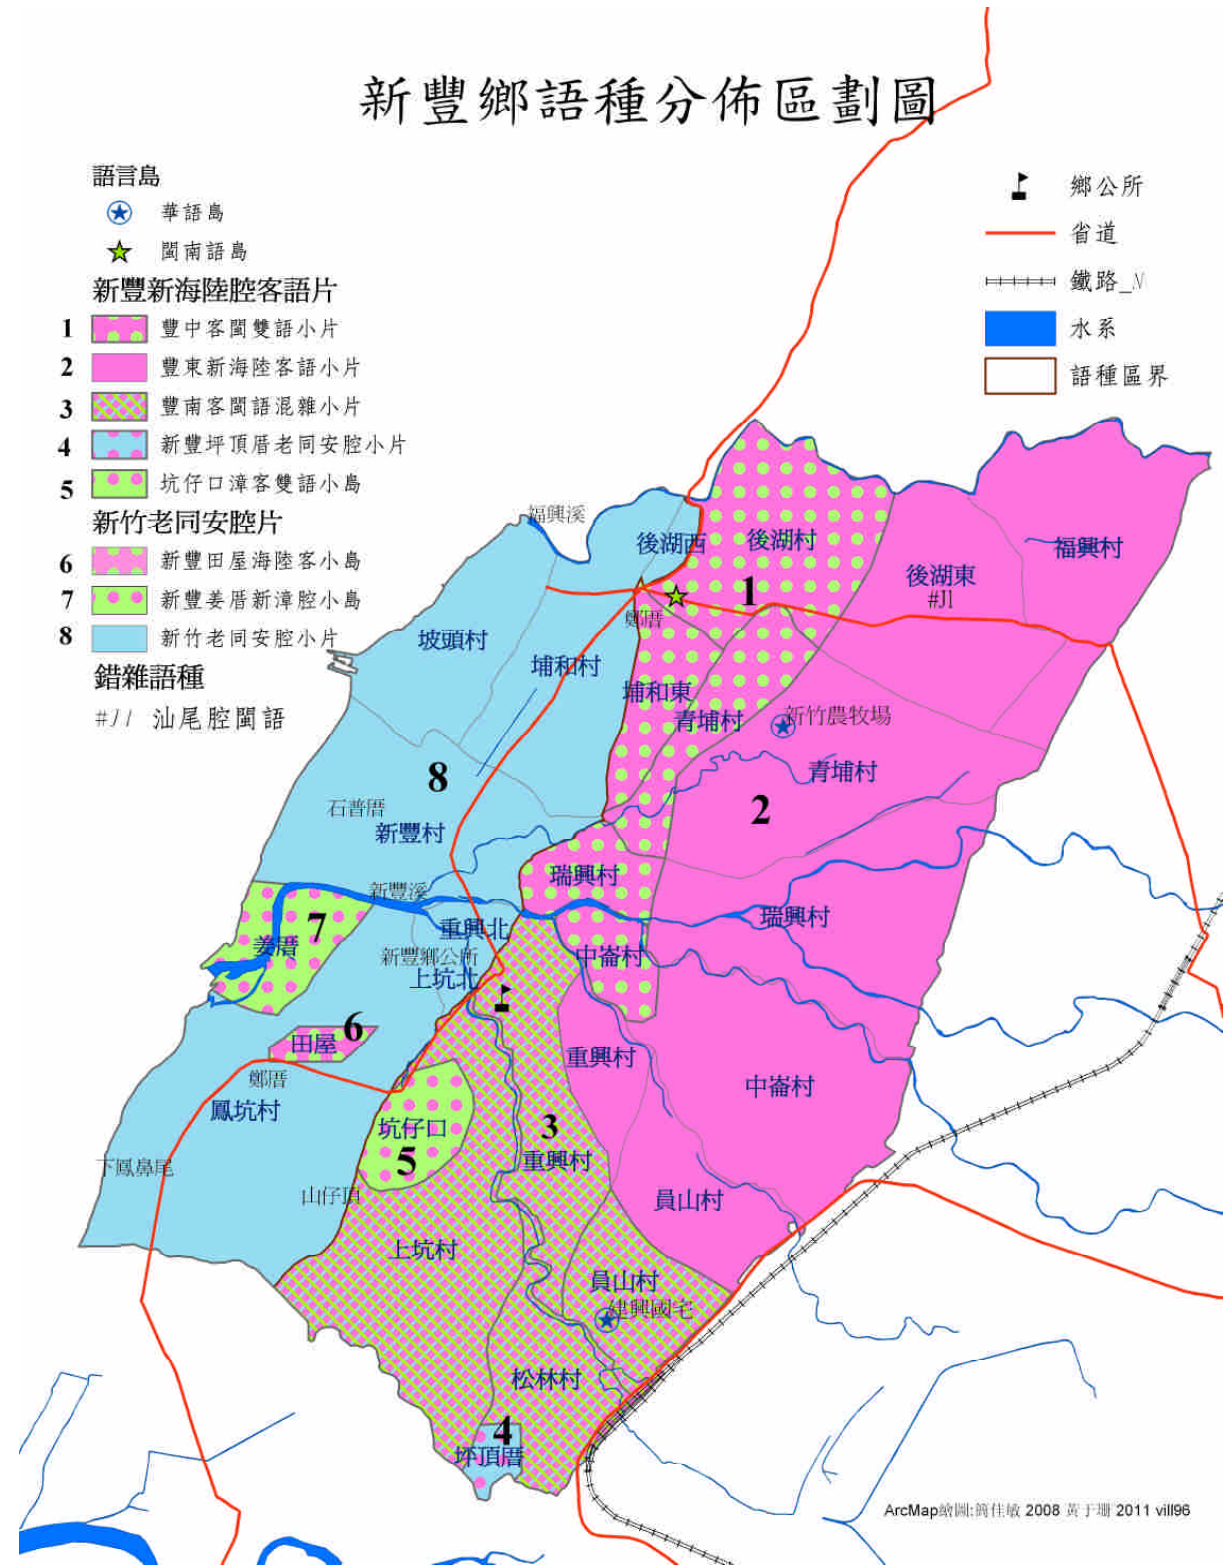 新豐鄉語種分佈區劃圖
語言島
華語島
閩南語島
新豐新海陸腔客語片
1 豐中客閩雙語小片
2 豐東新海陸客語小片
3 豐南客閩語混雜小片
4 新豐坪頂厝老同安腔小片
5 坑仔口漳客雙語小島
新竹老同安腔片
6 新豐田屋海陸客小島
7 新豐姜厝新漳腔小島
8 新竹老同安腔小片
錯雜語種
#J1 汕尾腔閩語
鄉公所
省道
鐵路_N
水系
語種區界
福興溪
後湖西
後湖村
福興村
後湖東
#J1
1
鄭厝
坡頭村
埔和村
埔和東
青埔村
新竹農牧場
青埔村
8
2
石普厝
新豐村
瑞興村
新豐溪
瑞興村
7
重興北
姜厝
新豐鄉公所
中崙村
上坑北
6
田屋
重興村
鄭厝
中崙村
鳳坑村
坑仔口
3
5
重興村
下鳳鼻尾
山仔頂
員山村
上坑村
員山村
建興國宅
松林村
4
坪頂厝
ArcMap繪圖:簡佳敏 2008 黃于珊 2011 vill96